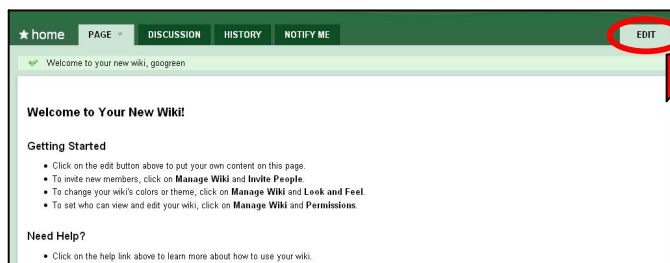 home PAGE DISCUSSION HISTORY NOTIFY ME EDIT
Welcome to your new wiki, googreen
Welcome to Your New Wiki!
Getting Started
• Click on the edit button above to put your own content on this page.
• To invite new members, click on Manage Wiki and Invite People.
• To change your wiki's colors or theme, click on Manage Wiki and Look and Feel.
• To set who can view and edit your wiki, click on Manage Wiki and Permissions.
Need Help?
• Click on the help link above to learn more about how to use your wiki.